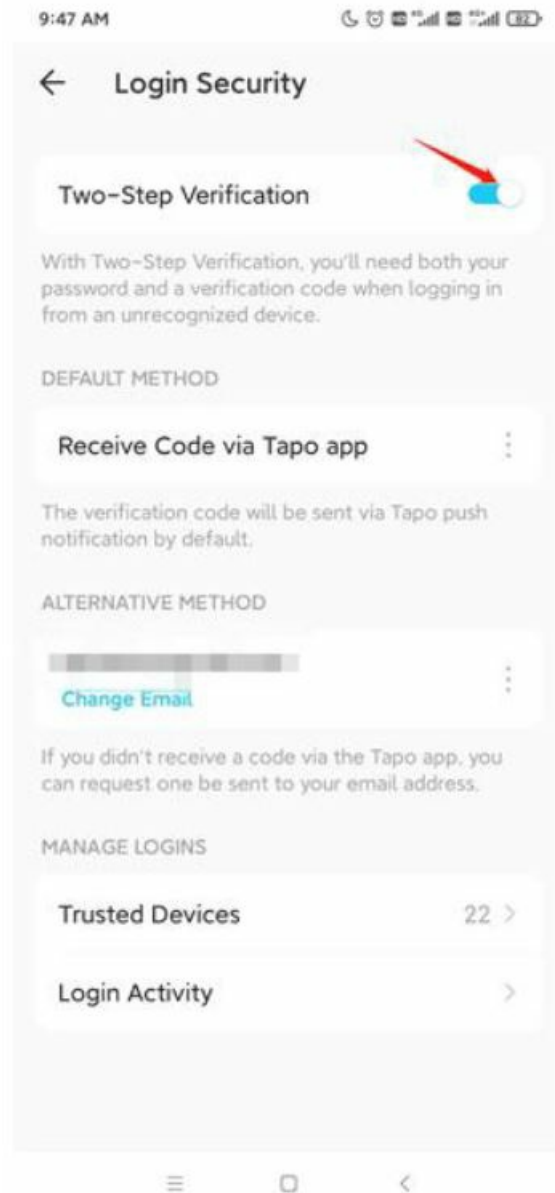 9:47 AM
82
Login Security
Two-Step Verification
With Two-Step Verification, you'll need both your
password and a verification code when logging in
from an unrecognized device.
DEFAULT METHOD
Receive Code via Tapo app
The verification code will be sent via Tapo push
notification by default.
ALTERNATIVE METHOD
Change Email
If you didn't receive a code via the Tapo app, you
can request one be sent to your email address.
MANAGE LOGINS
Trusted Devices 22
Login Activity